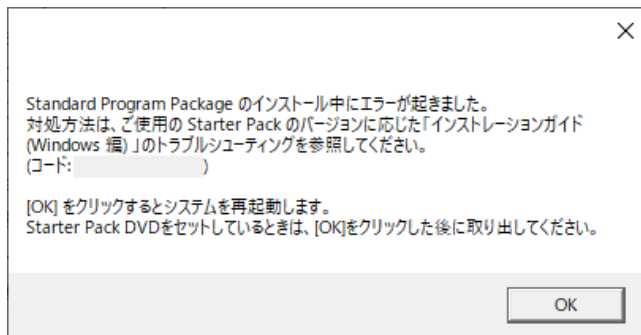 Standard Program Package のインストール中にエラーが起きました。
対処方法は、ご使用の Starter Pack のバージョンに応じた「インストレーションガイド
(Windows 編) 」のトラブルシューティングを参照してください。
(コード: )
[OK] をクリックするとシステムを再起動します。
Starter Pack DVDをセットしているときは、[OK]をクリックした後に取り出してください。
OK